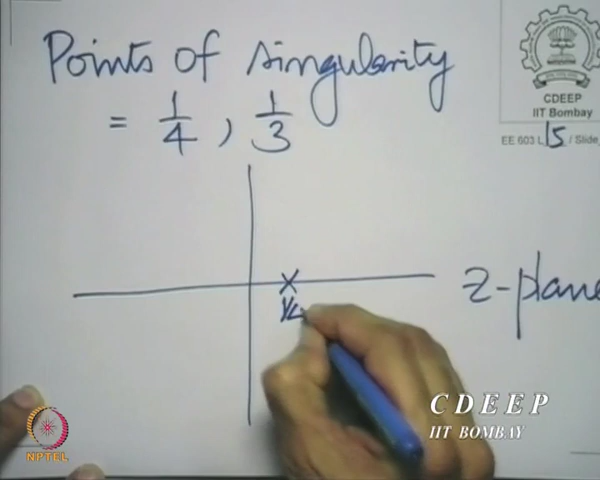 Points of singularity
= 1/4 , 1/3
CDEEP
IIT Bombay
EE 603 L 15 / Slide
Z-plane
1/4
CDEEP
IIT BOMBAY
NPTEL